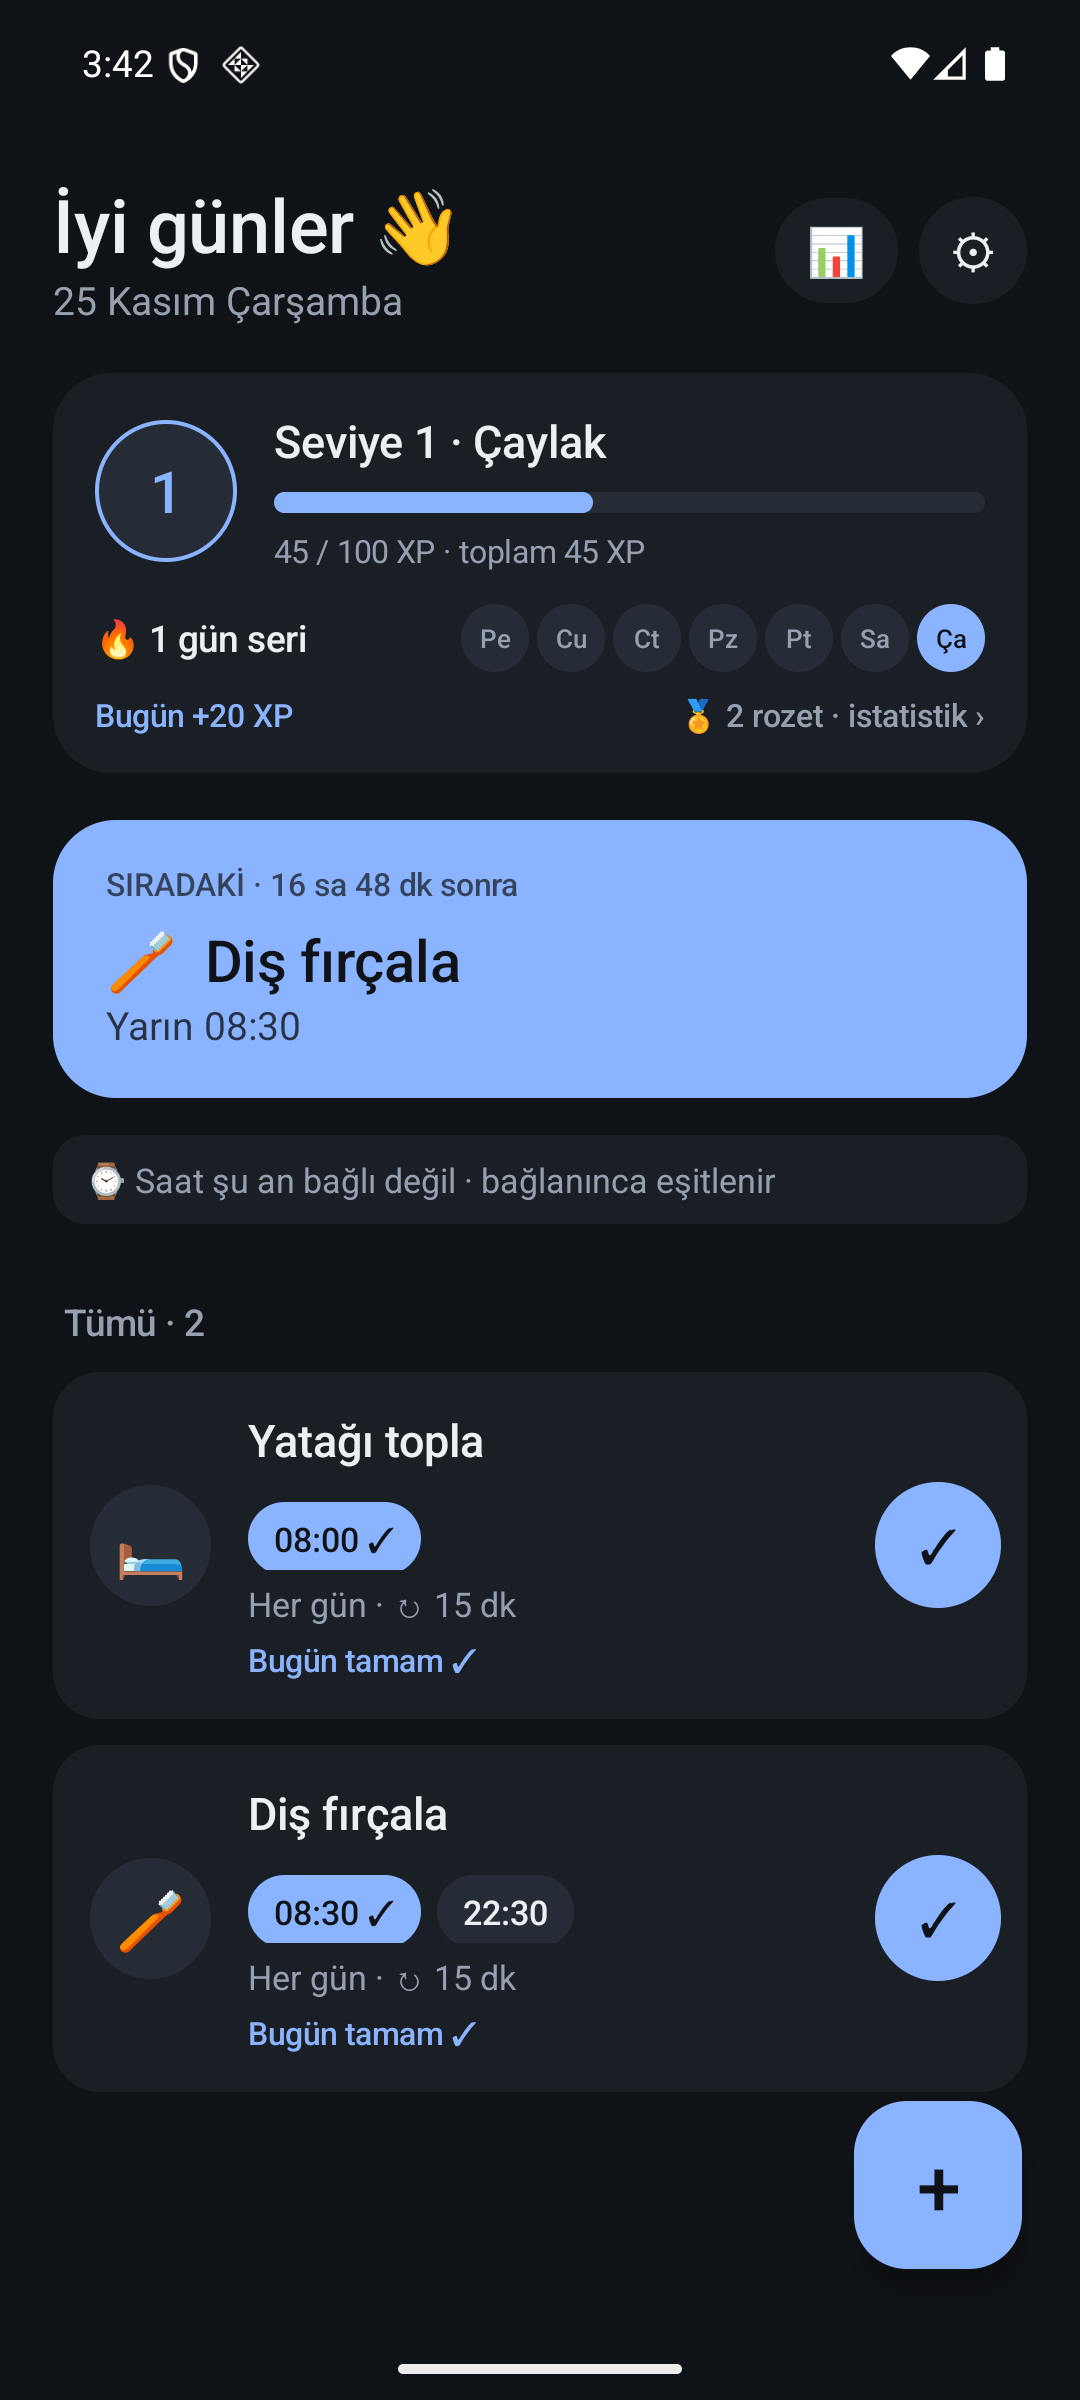 3:42
İyi günler 👋
25 Kasım Çarşamba
1
Seviye 1 · Çaylak
45 / 100 XP · toplam 45 XP
🔥 1 gün seri
Pe Cu Ct Pz Pt Sa Ça
Bugün +20 XP
🏅 2 rozet · istatistik ›
SIRADAKİ · 16 sa 48 dk sonra
Diş fırçala
Yarın 08:30
⌚ Saat şu an bağlı değil · bağlanınca eşitlenir
Tümü · 2
Yatağı topla
08:00 ✓
Her gün · ↻ 15 dk
Bugün tamam ✓
✓
Diş fırçala
08:30 ✓ 22:30
Her gün · ↻ 15 dk
Bugün tamam ✓
✓
+